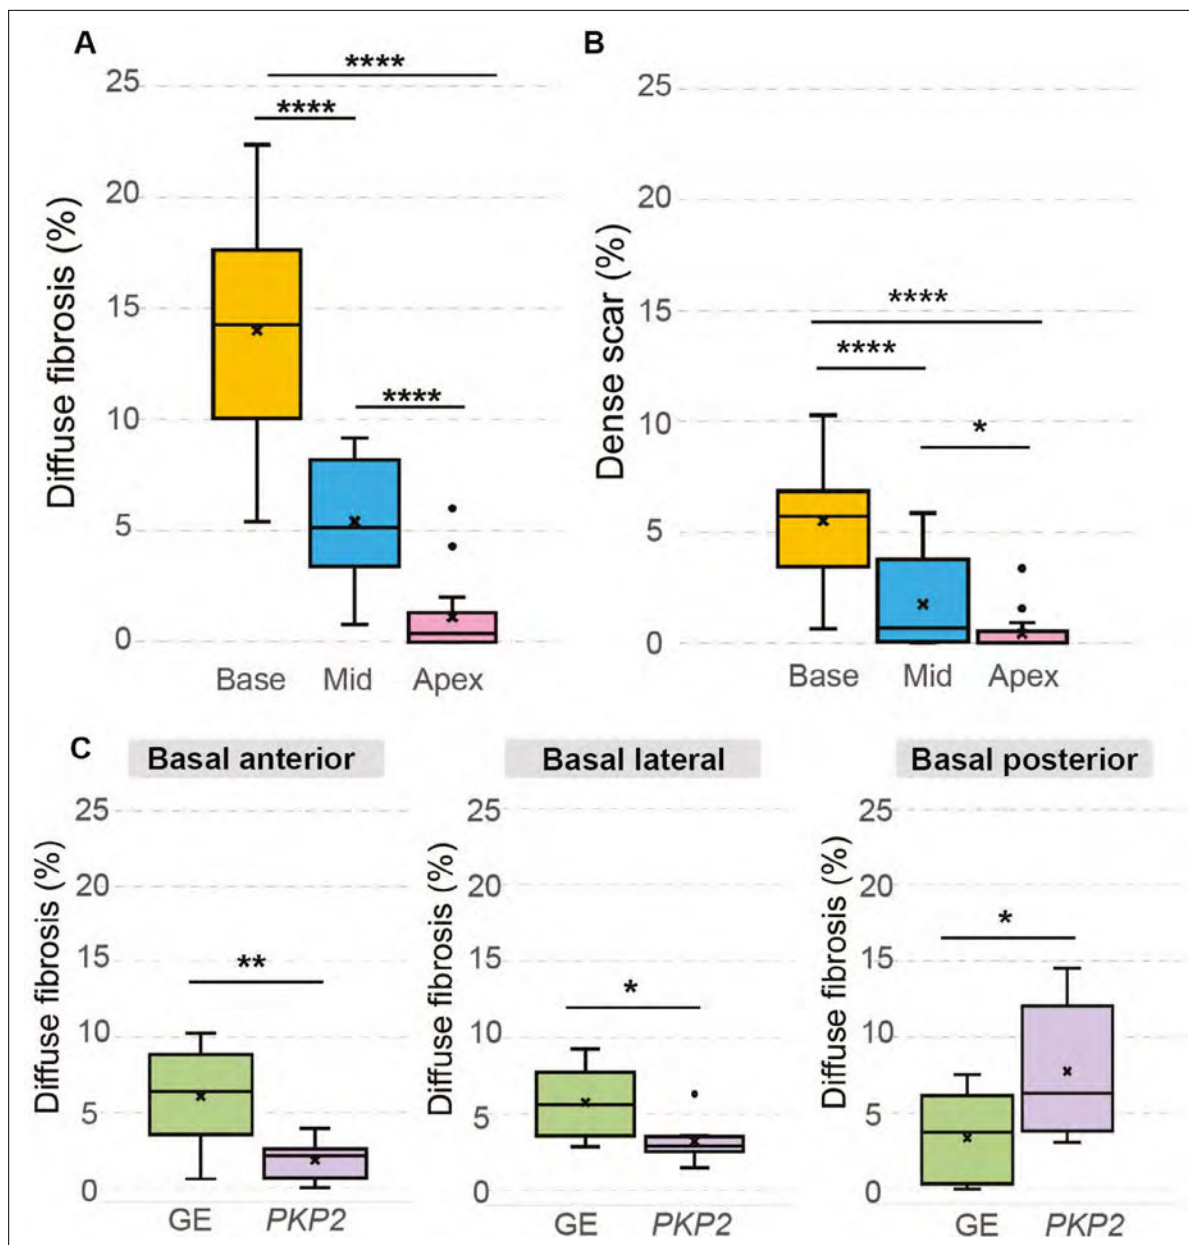 A
B
****
****
****
25
20
15
10
5
0
Diffuse fibrosis (%)
Base Mid Apex
****
****
*
25
20
15
10
5
0
Dense scar (%)
Base Mid Apex
C
Basal anterior
Basal lateral
Basal posterior
25
20
15
10
5
0
Diffuse fibrosis (%)
**
GE PKP2
25
20
15
10
5
0
Diffuse fibrosis (%)
*
GE PKP2
25
20
15
10
5
0
Diffuse fibrosis (%)
*
GE PKP2